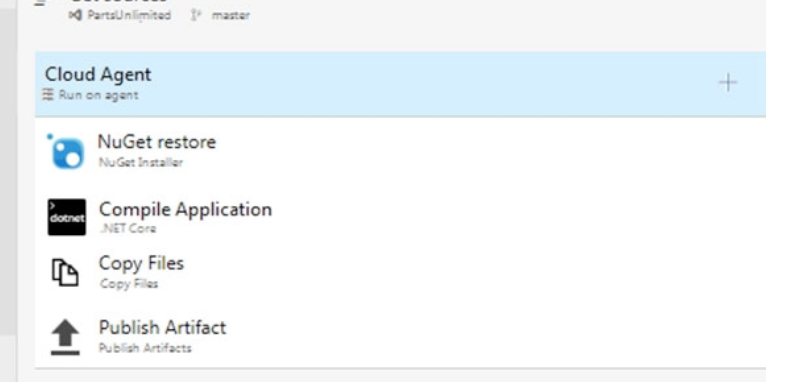 PartsUnlimited master
Cloud Agent
Run on agent
NuGet restore
NuGet Installer
dotnet
Compile Application
.NET Core
Copy Files
Copy Files
Publish Artifact
Publish Artifacts